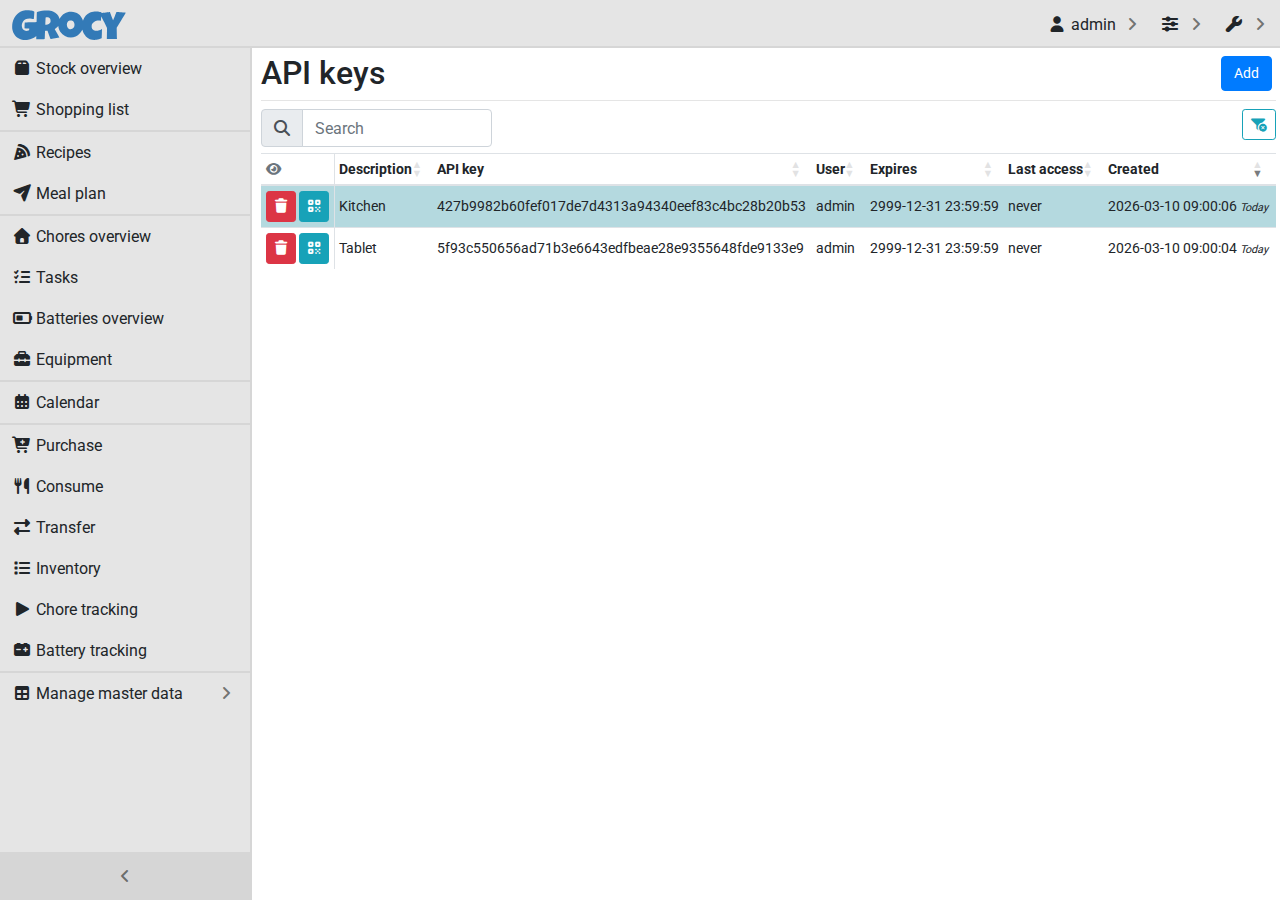 GROCY
admin
Stock overview
Shopping list
Recipes
Meal plan
Chores overview
Tasks
Batteries overview
Equipment
Calendar
Purchase
Consume
Transfer
Inventory
Chore tracking
Battery tracking
Manage master data
API keys
Add
Search
Description API key User Expires Last access Created
Kitchen 427b9982b60fef017de7d4313a94340eef83c4bc28b20b53 admin 2999-12-31 23:59:59 never 2026-03-10 09:00:06 Today
Tablet 5f93c550656ad71b3e6643edfbeae28e9355648fde9133e9 admin 2999-12-31 23:59:59 never 2026-03-10 09:00:04 Today